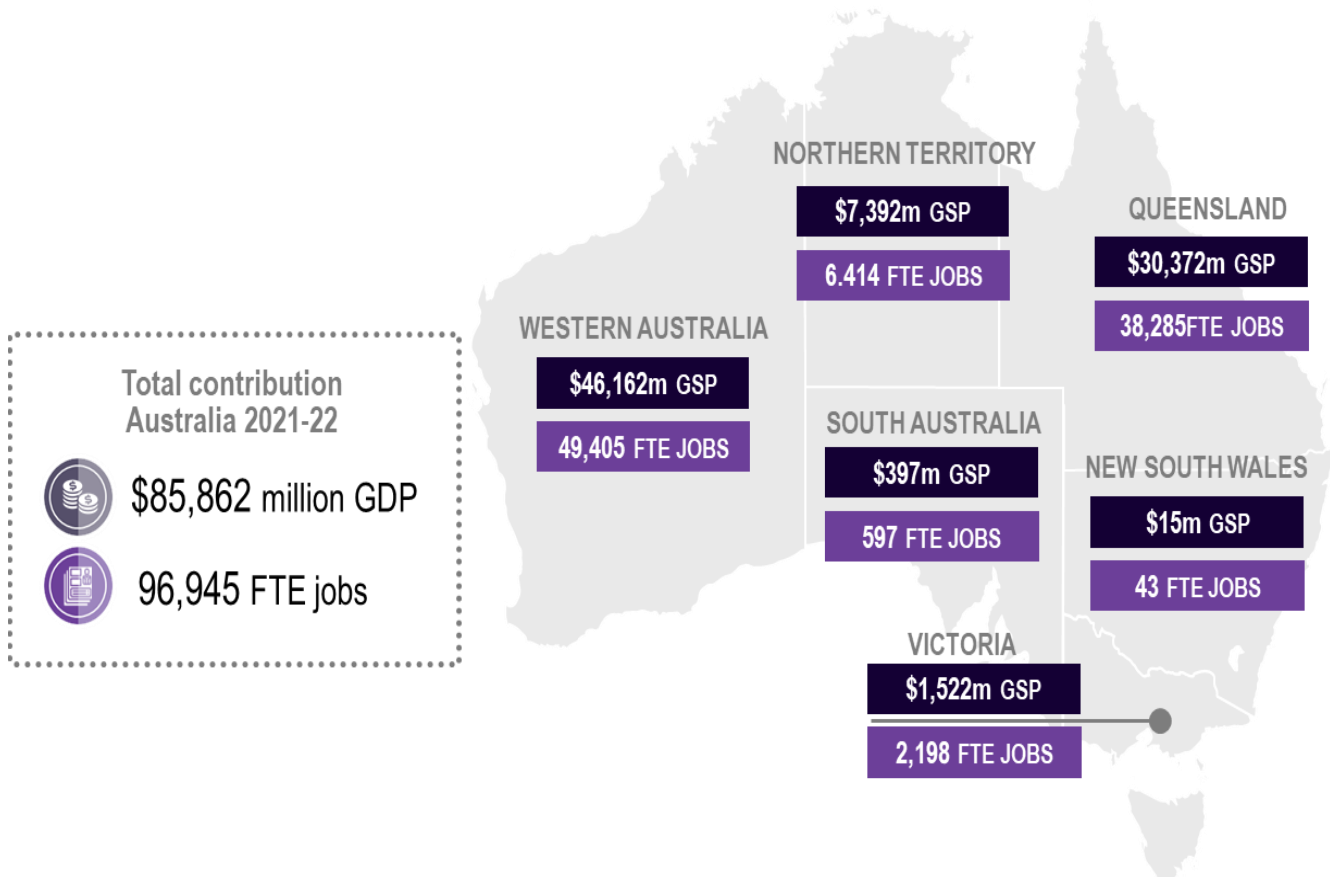 Total contribution
Australia 2021-22
$85,862 million GDP
96,945 FTE jobs
WESTERN AUSTRALIA
$46,162m GSP
49,405 FTE JOBS
NORTHERN TERRITORY
$7,392m GSP
6.414 FTE JOBS
QUEENSLAND
$30,372m GSP
38,285FTE JOBS
SOUTH AUSTRALIA
$397m GSP
597 FTE JOBS
NEW SOUTH WALES
$15m GSP
43 FTE JOBS
VICTORIA
$1,522m GSP
2,198 FTE JOBS